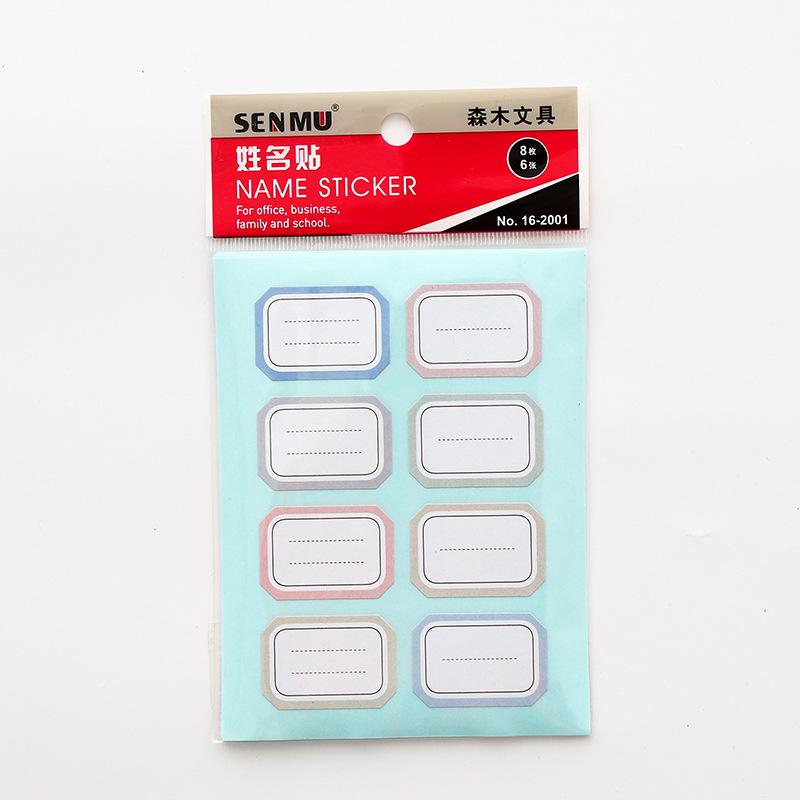 SENMU®
森木文具
姓名贴
NAME STICKER
For office, business,
family and school.
8枚
6张
No. 16-2001